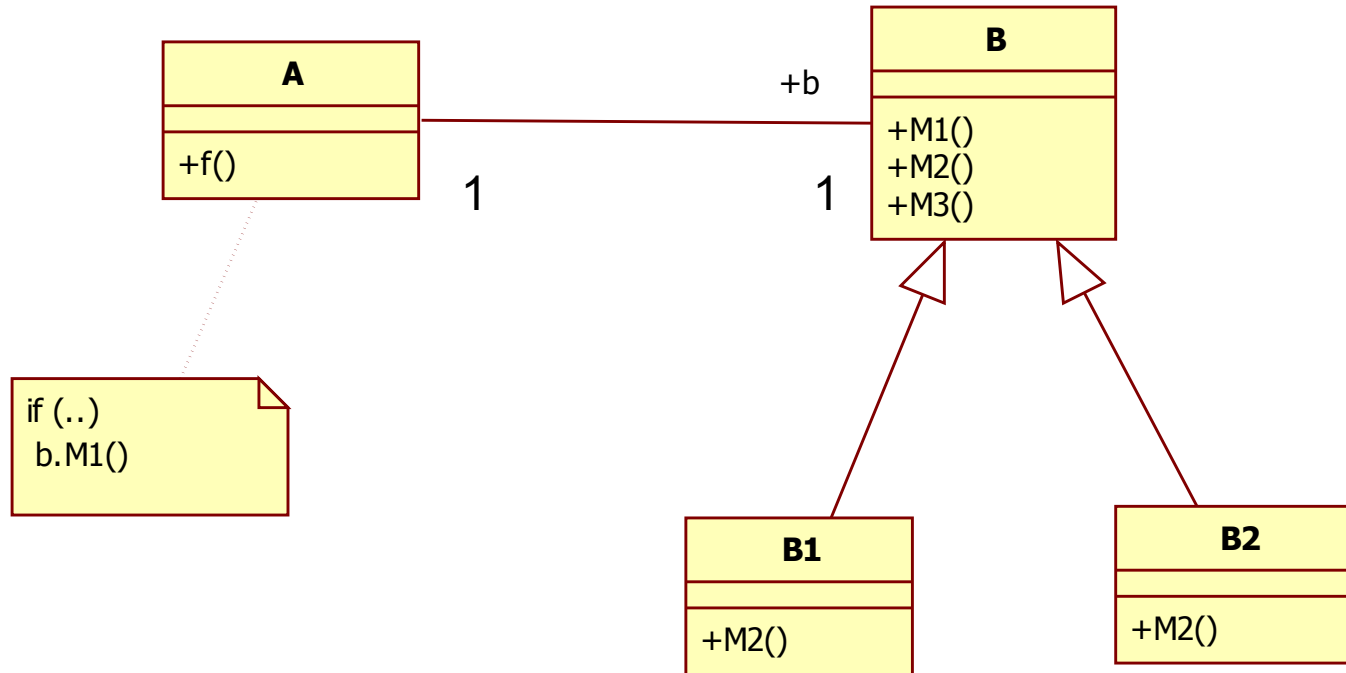 A
+f()
+b
1
1
B
+M1()
+M2()
+M3()
if (..)
b.M1()
B1
+M2()
B2
+M2()